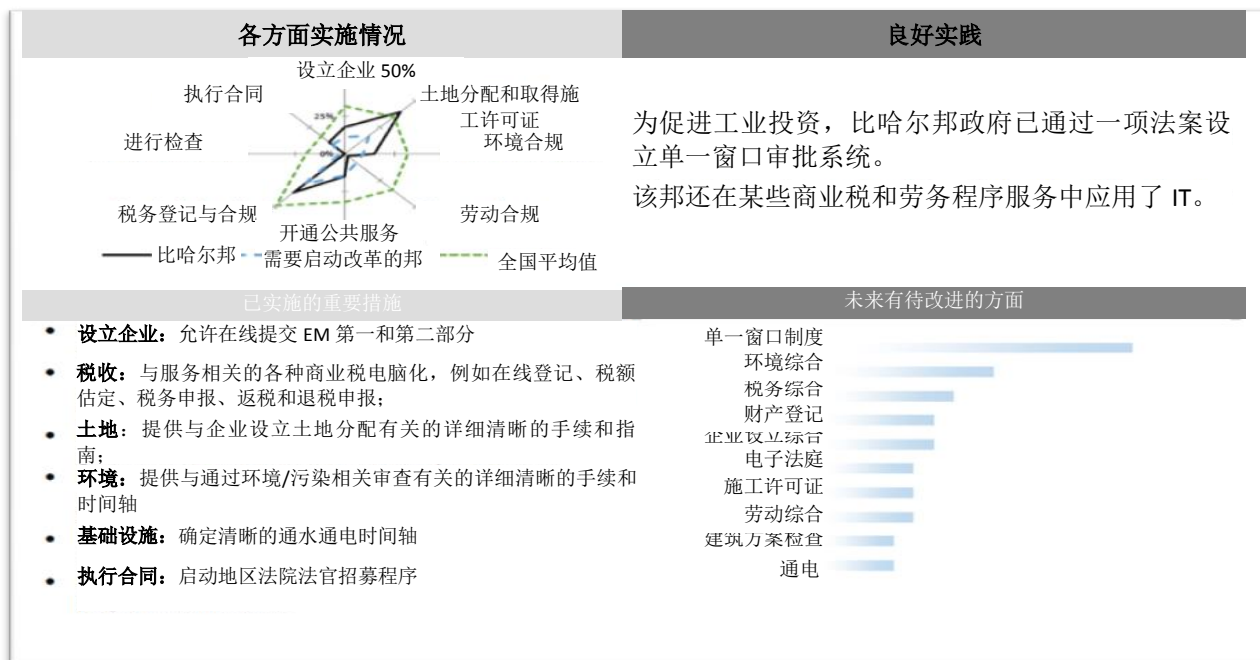 各方面实施情况
良好实践
设立企业 50%
执行合同
土地分配和取得施
工许可证
25%
进行检查
环境合规
0%
税务登记与合规
劳动合规
开通公共服务
比哈尔邦
需要启动改革的邦
全国平均值
为促进工业投资，比哈尔邦政府已通过一项法案设
立单一窗口审批系统。
该邦还在某些商业税和劳务程序服务中应用了 IT。
已实施的重要措施
未来有待改进的方面
• 设立企业：允许在线提交 EM 第一和第二部分
• 税收：与服务相关的各种商业税电脑化，例如在线登记、税额
估定、税务申报、返税和退税申报；
• 土地：提供与企业设立土地分配有关的详细清晰的手续和指
南；
• 环境：提供与通过环境/污染相关审查有关的详细清晰的手续和
时间轴
• 基础设施：确定清晰的通水通电时间轴
• 执行合同：启动地区法院法官招募程序
单一窗口制度
环境综合
税务综合
财产登记
企业设立综合
电子法庭
施工许可证
劳动综合
建筑方案检查
通电